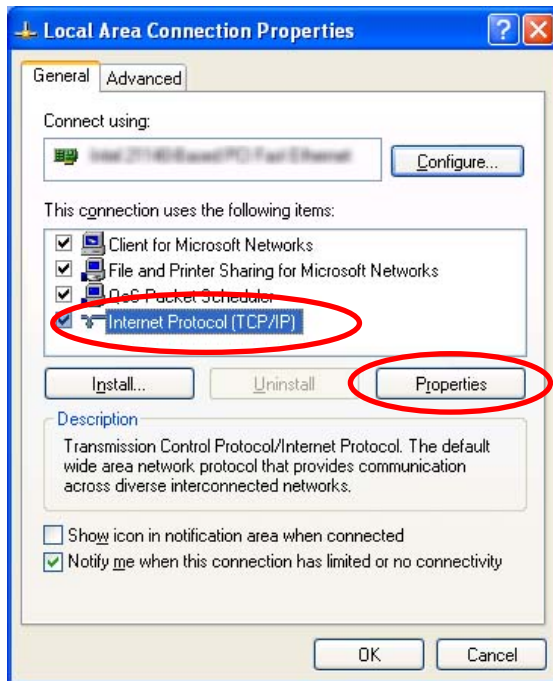 Local Area Connection Properties
General Advanced
Connect using:
Configure...
This connection uses the following items:
Client for Microsoft Networks
File and Printer Sharing for Microsoft Networks
QoS Packet Scheduler
Internet Protocol (TCP/IP)
Install... Uninstall Properties
Description
Transmission Control Protocol/Internet Protocol. The default
wide area network protocol that provides communication
across diverse interconnected networks.
Show icon in notification area when connected
Notify me when this connection has limited or no connectivity
OK Cancel